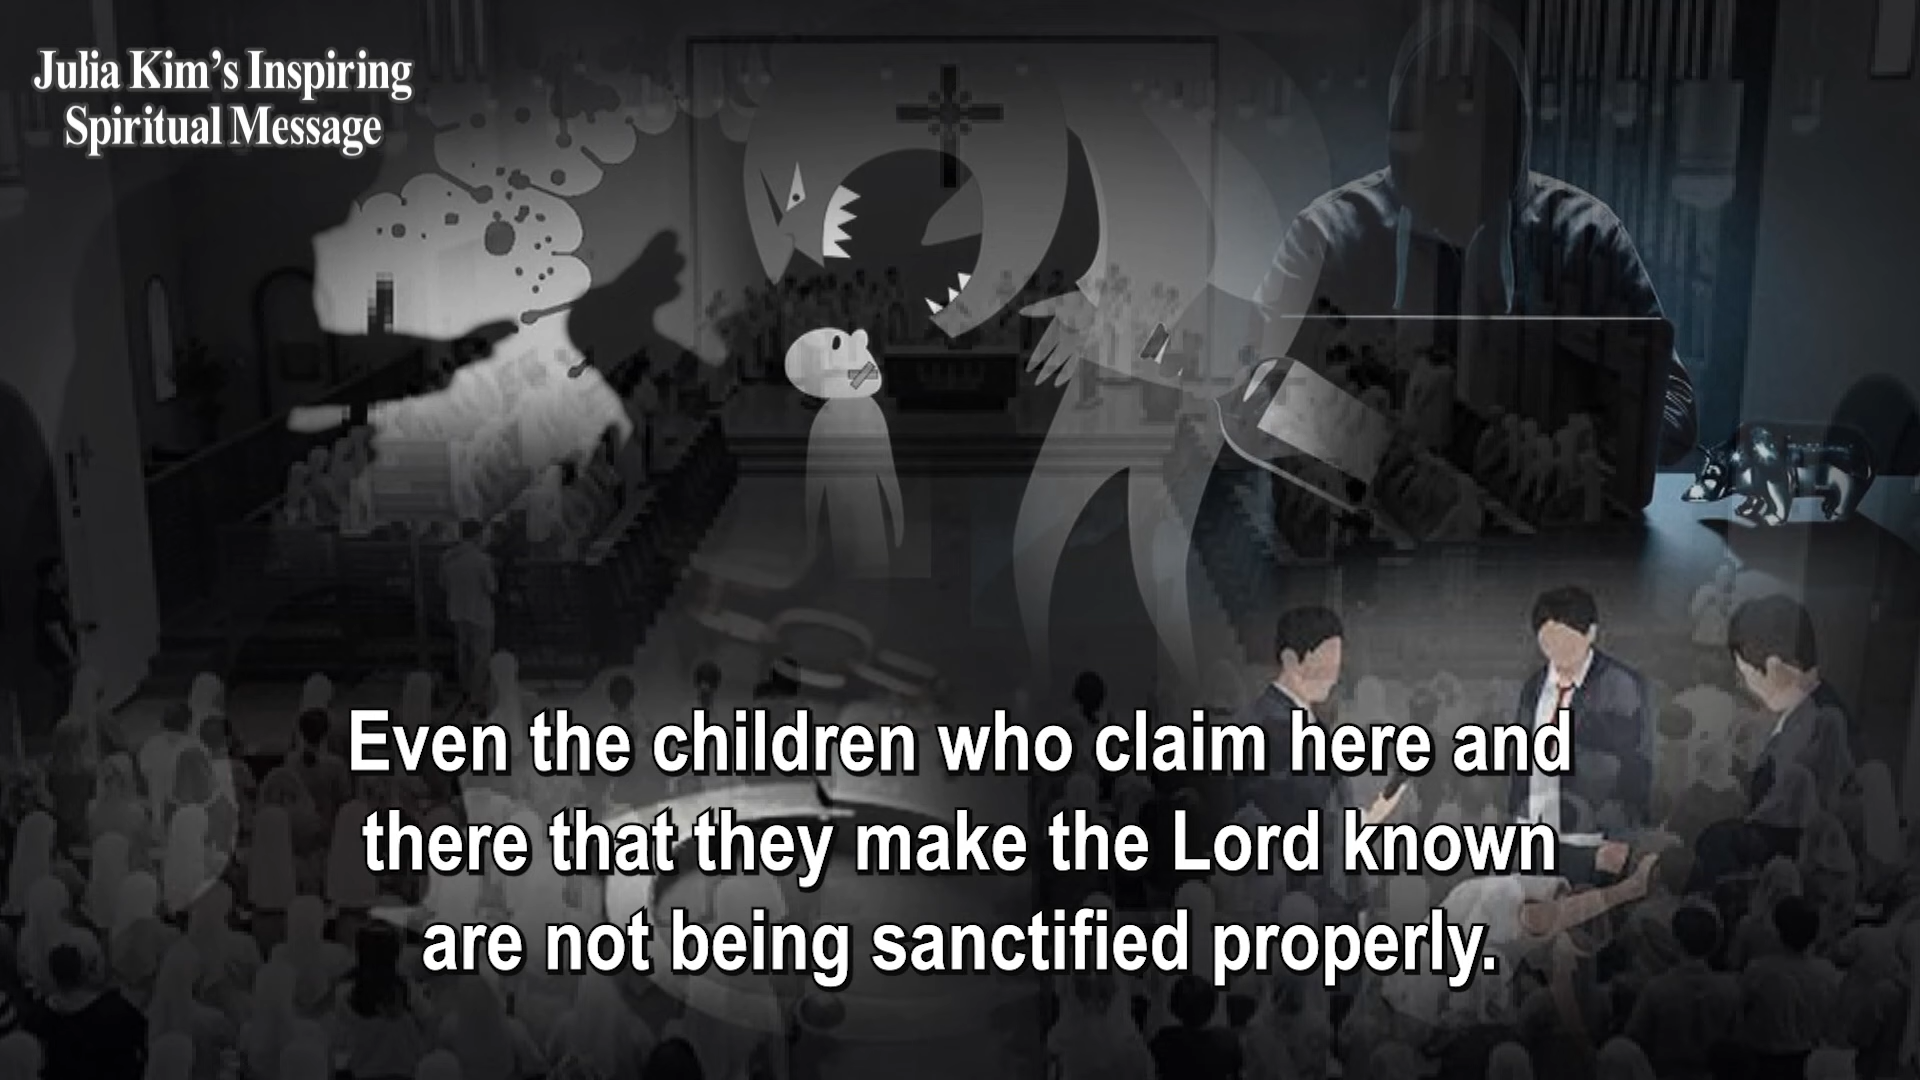 Julia Kim's Inspiring
Spiritual Message
Even the children who claim here and
there that they make the Lord known
are not being sanctified properly.